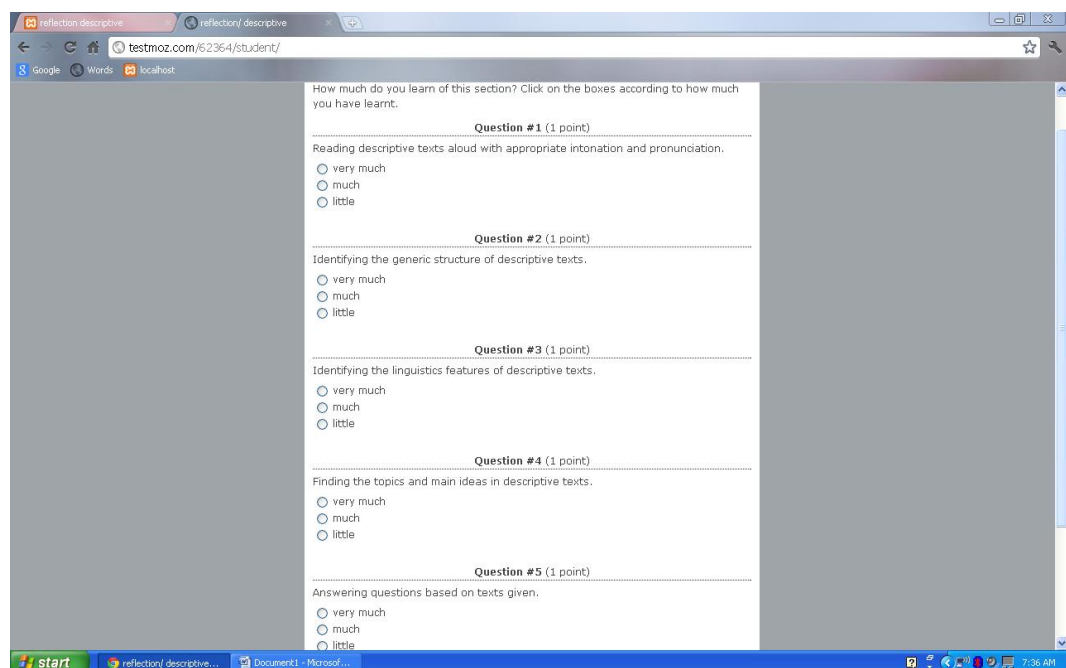 reflection descriptive
reflection/ descriptive
testmoz.com/62364/student/
Google Words localhost
How much do you learn of this section? Click on the boxes according to how much
you have learnt.
Question #1 (1 point)
Reading descriptive texts aloud with appropriate intonation and pronunciation.
very much
much
little
Question #2 (1 point)
Identifying the generic structure of descriptive texts.
very much
much
little
Question #3 (1 point)
Identifying the linguistics features of descriptive texts.
very much
much
little
Question #4 (1 point)
Finding the topics and main ideas in descriptive texts.
very much
much
little
Question #5 (1 point)
Answering questions based on texts given.
very much
much
little
start reflection/ descriptive... Document1 - Microsof... 7:36 AM